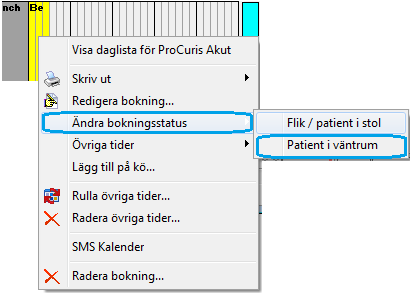 nch Be
Visa daglista för ProCuris Akut
Skriv ut
Redigera bokning...
Ändra bokningsstatus
Flik / patient i stol
Övriga tider
Patient i väntrum
Lägg till på kö...
Rulla övriga tider...
Radera övriga tider...
SMS Kalender
Radera bokning...